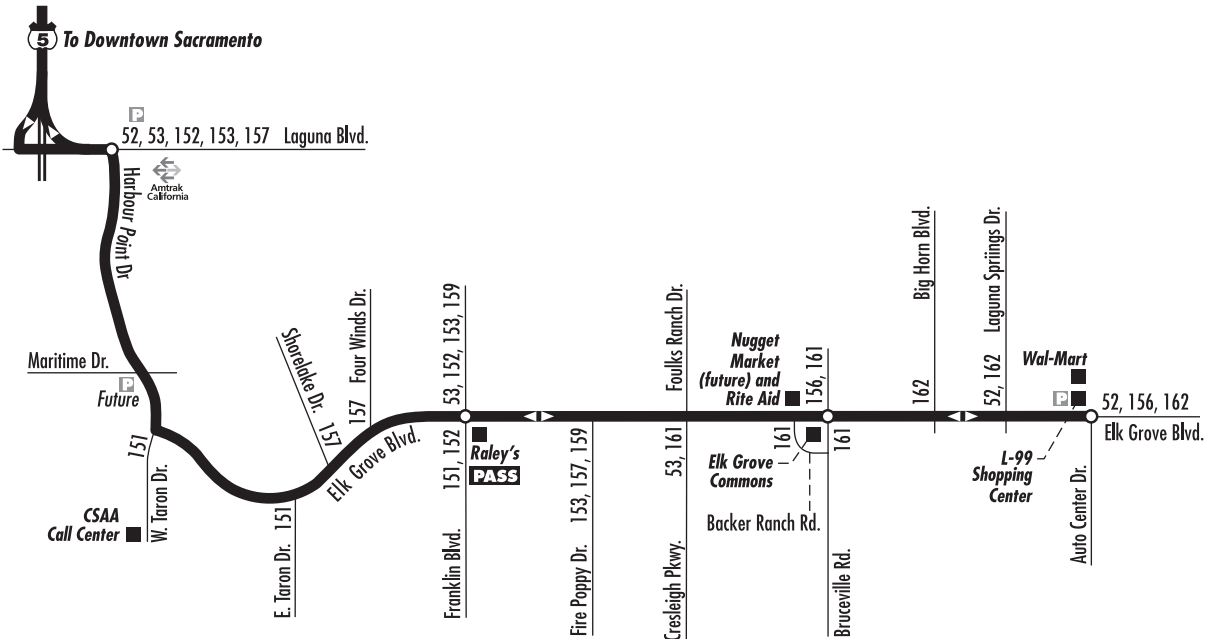 5 To Downtown Sacramento
P
52, 53, 152, 153, 157 Laguna Blvd.
Amtrak
California
Harbour Point Dr
Maritime Dr.
P
Future
151
W. Taron Dr.
CSAA
Call Center
E. Taron Dr. 151
Shorelake Dr. 157
157 Four Winds Dr.
Elk Grove Blvd.
53, 152, 153, 159
Franklin Blvd. 151, 152
Raley's
PASS
Fire Poppy Dr. 153, 157, 159
Foulks Ranch Dr.
Cresleigh Pkwy. 53, 161
Nugget
Market
(future) and
Rite Aid
156, 161
161
161
Elk Grove
Commons
Backer Ranch Rd.
Bruceville Rd.
162 Big Horn Blvd.
52, 162 Laguna Spriings Dr.
Wal-Mart
P
52, 156, 162
Elk Grove Blvd.
L-99
Shopping
Center
Auto Center Dr.